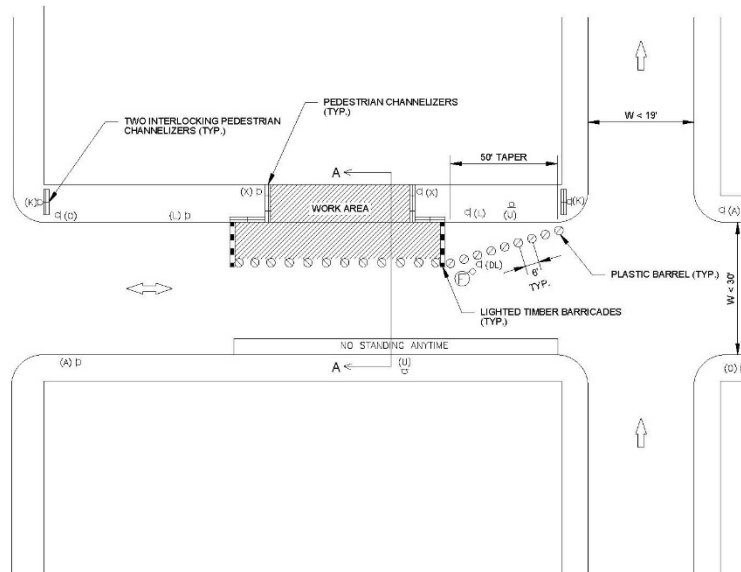 PEDESTRIAN CHANNELIZERS
(TYP.)
TWO INTERLOCKING PEDESTRIAN
CHANNELIZERS (TYP.)
W < 19'
50' TAPER
A
(K)
(O)
(L)
(X)
WORK AREA
(X)
(L)
(U)
(K)
(A)
F
(DL)
6'
TYP.
PLASTIC BARREL (TYP.)
LIGHTED TIMBER BARRICADES
(TYP.)
W < 30'
NO STANDING ANYTIME
(A)
A
(U)
(O)